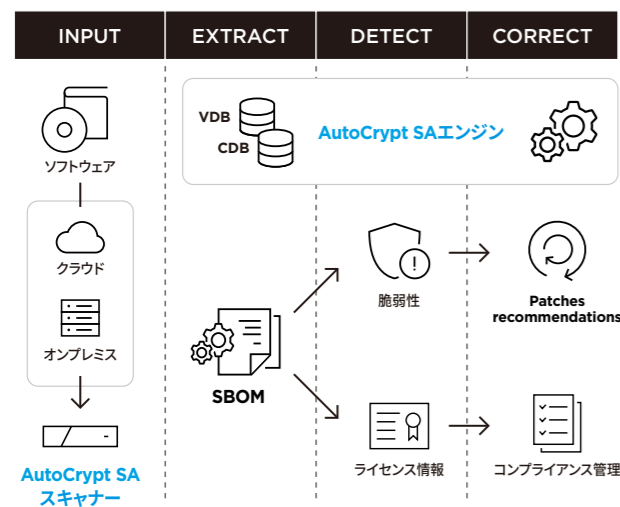 INPUT
EXTRACT
DETECT
CORRECT
VDB
CDB
AutoCrypt SAエンジン
ソフトウェア
クラウド
オンプレミス
AutoCrypt SA
スキャナー
SBOM
脆弱性
Patches
recommendations
ライセンス情報
コンプライアンス管理